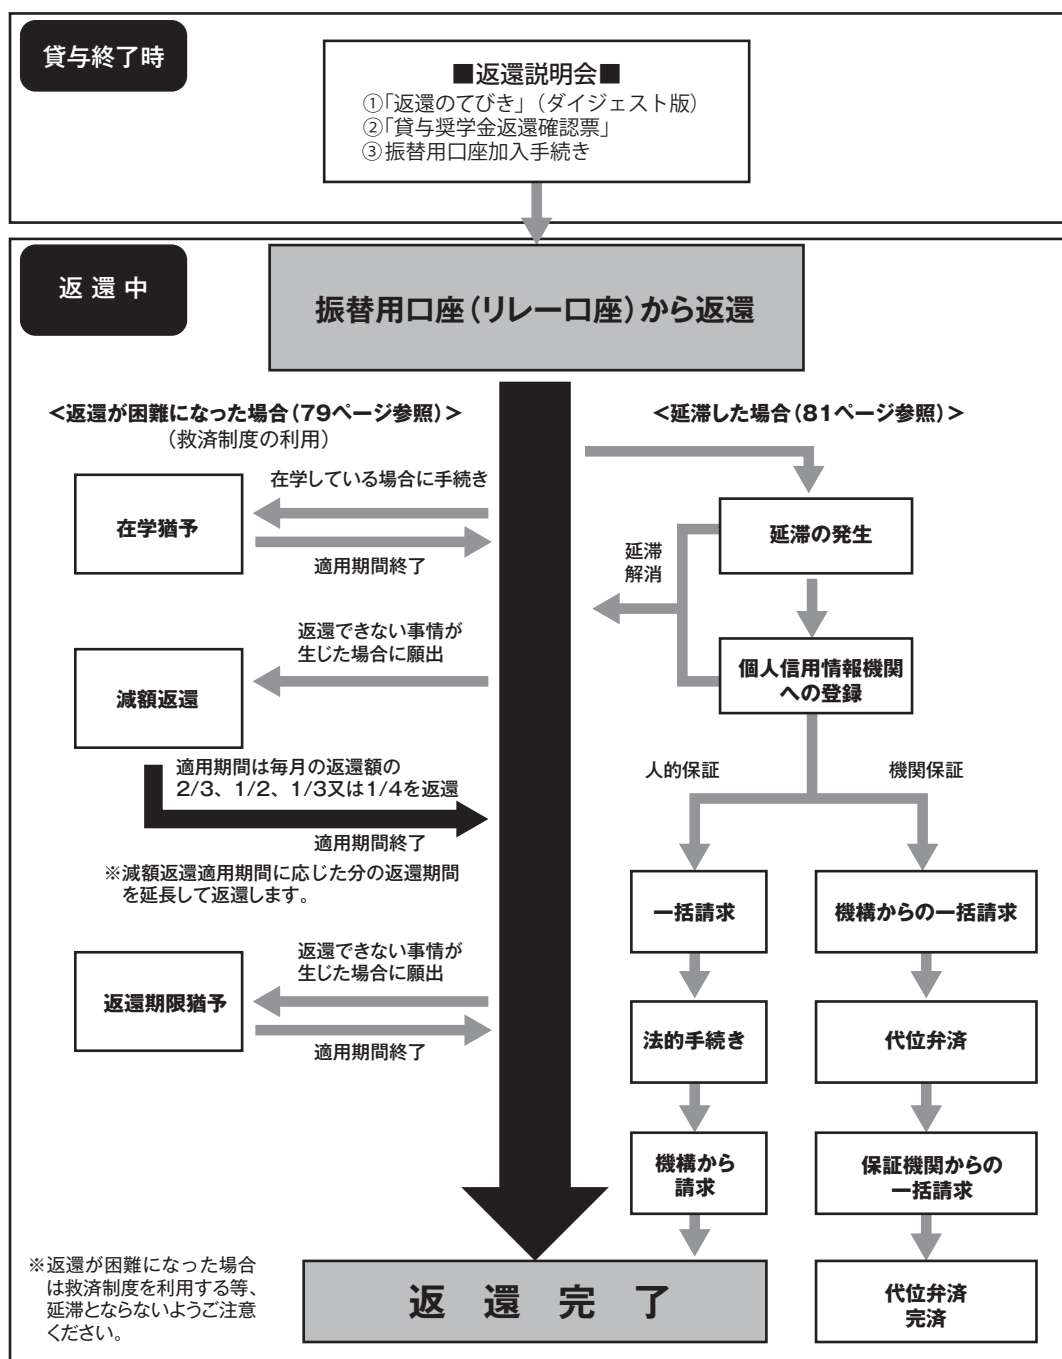 貸与終了時
■返還説明会■
①「返還のてびき」（ダイジェスト版）
②「貸与奨学金返還確認票」
③振替用口座加入手続き
返還中
振替用口座（リレー口座）から返還
＜返還が困難になった場合（79ページ参照）＞
（救済制度の利用）
在学している場合に手続き
在学猶予
適用期間終了
返還できない事情が
生じた場合に願出
減額返還
適用期間は毎月の返還額の
2/3、1/2、1/3又は1/4を返還
適用期間終了
※減額返還適用期間に応じた分の返還期間
を延長して返還します。
返還できない事情が
生じた場合に願出
返還期限猶予
適用期間終了
＜延滞した場合（81ページ参照）＞
延滞の発生
延滞
解消
個人信用情報機関
への登録
人的保証
機関保証
一括請求
機構からの一括請求
法的手続き
代位弁済
機構から
請求
保証機関からの
一括請求
※返還が困難になった場合
は救済制度を利用する等、
延滞とならないようご注意
ください。
返還完了
代位弁済
完済